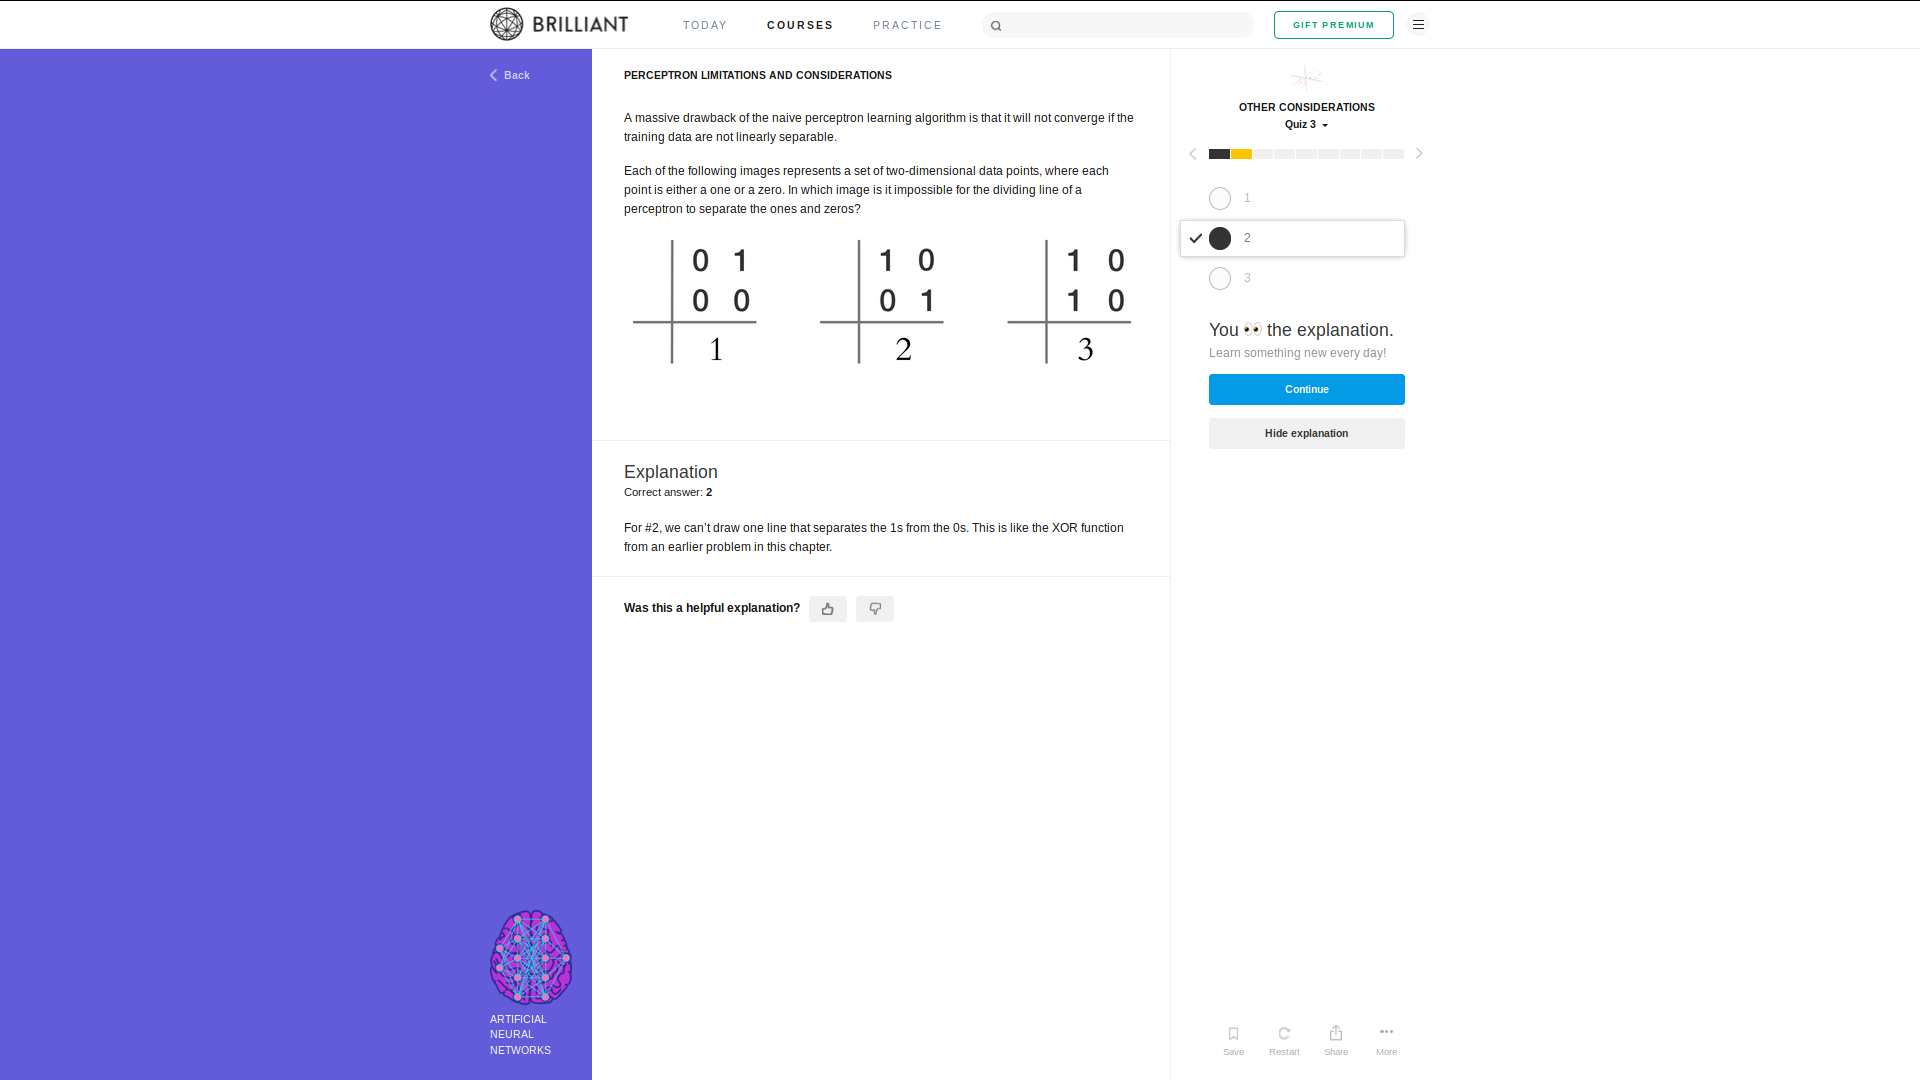 BRILLIANT
TODAY
COURSES
PRACTICE
GIFT PREMIUM
Back
PERCEPTRON LIMITATIONS AND CONSIDERATIONS
A massive drawback of the naive perceptron learning algorithm is that it will not converge if the
training data are not linearly separable.
Each of the following images represents a set of two-dimensional data points, where each
point is either a one or a zero. In which image is it impossible for the dividing line of a
perceptron to separate the ones and zeros?
0 1 1 0 1 0
0 0 0 1 1 0
1 2 3
Explanation
Correct answer: 2
For #2, we can’t draw one line that separates the 1s from the 0s. This is like the XOR function
from an earlier problem in this chapter.
Was this a helpful explanation?
OTHER CONSIDERATIONS
Quiz 3
1
2
3
You 👀 the explanation.
Learn something new every day!
Continue
Hide explanation
Save
Restart
Share
More
ARTIFICIAL
NEURAL
NETWORKS